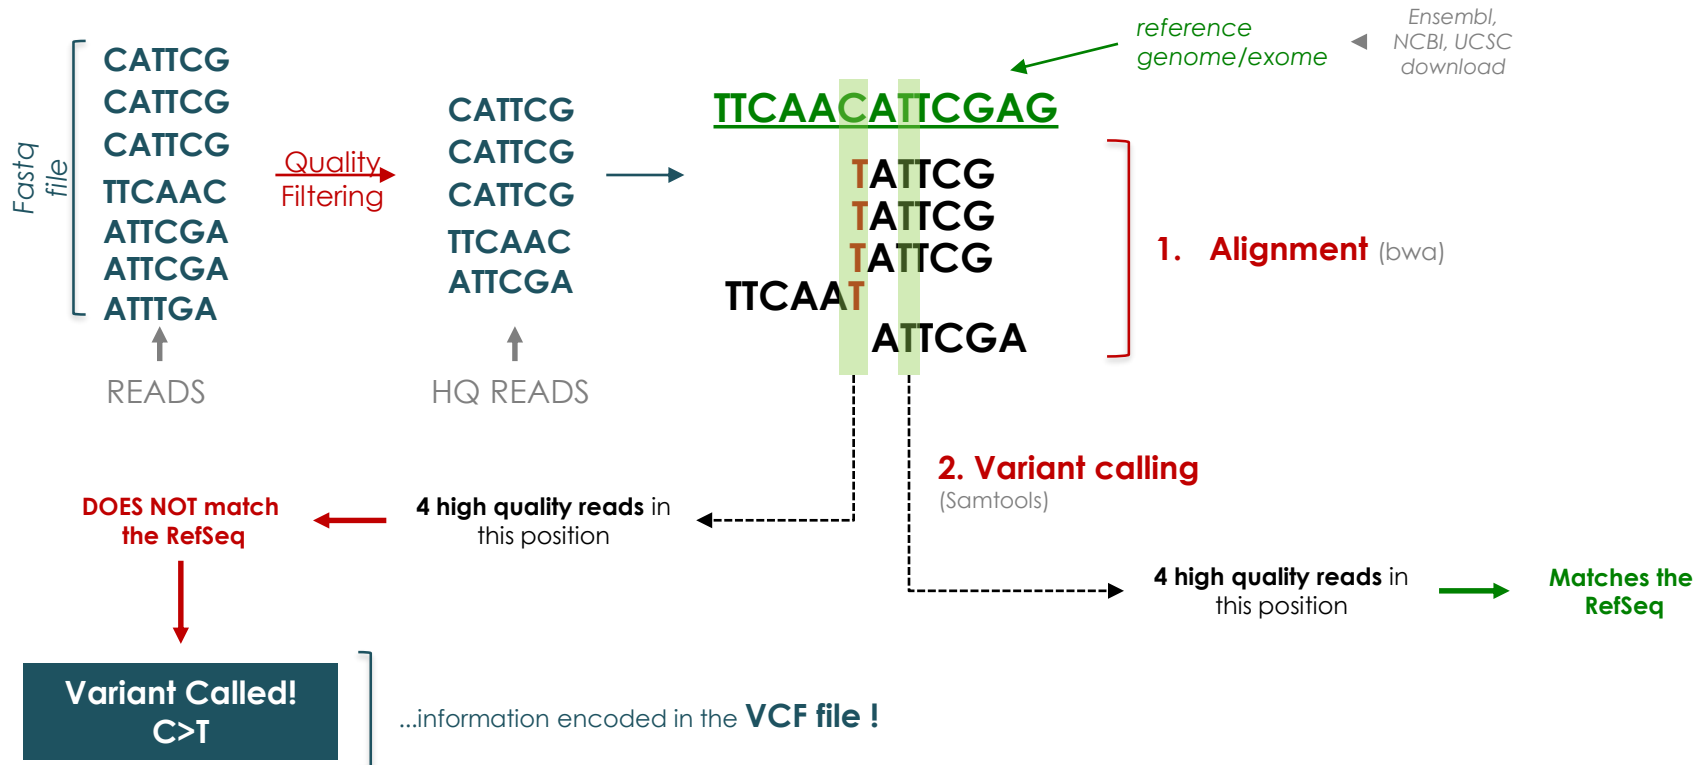 Fastq
file
CATTCG
CATTCG
CATTCG
TTCAAC
ATTCGA
ATTCGA
ATTTGA
READS
Quality
Filtering
CATTCG
CATTCG
CATTCG
TTCAAC
ATTCGA
HQ READS
reference
genome/exome
Ensembl,
NCBI, UCSC
download
TTCAACATTCGAG
TATTCG
TATTCG
TATTCG
TTCAAT
ATTCGA
1. Alignment (bwa)
2. Variant calling
(Samtools)
DOES NOT match
the RefSeq
4 high quality reads in
this position
4 high quality reads in
this position
Matches the
RefSeq
Variant Called!
C>T
...information encoded in the VCF file !